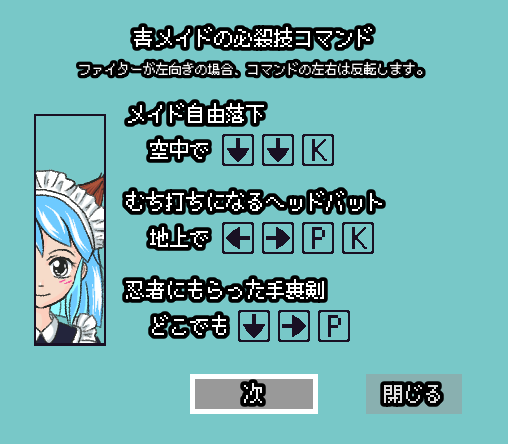 青メイドの必殺技コマンド
ファイターが左向きの場合、コマンドの左右は反転します。
メイド自由落下
空中で ↓ ↓ K
むち打ちになるヘッドバット
地上で ← → P K
忍者にもらった手裏剣
どこでも ↓ → P
次
閉じる